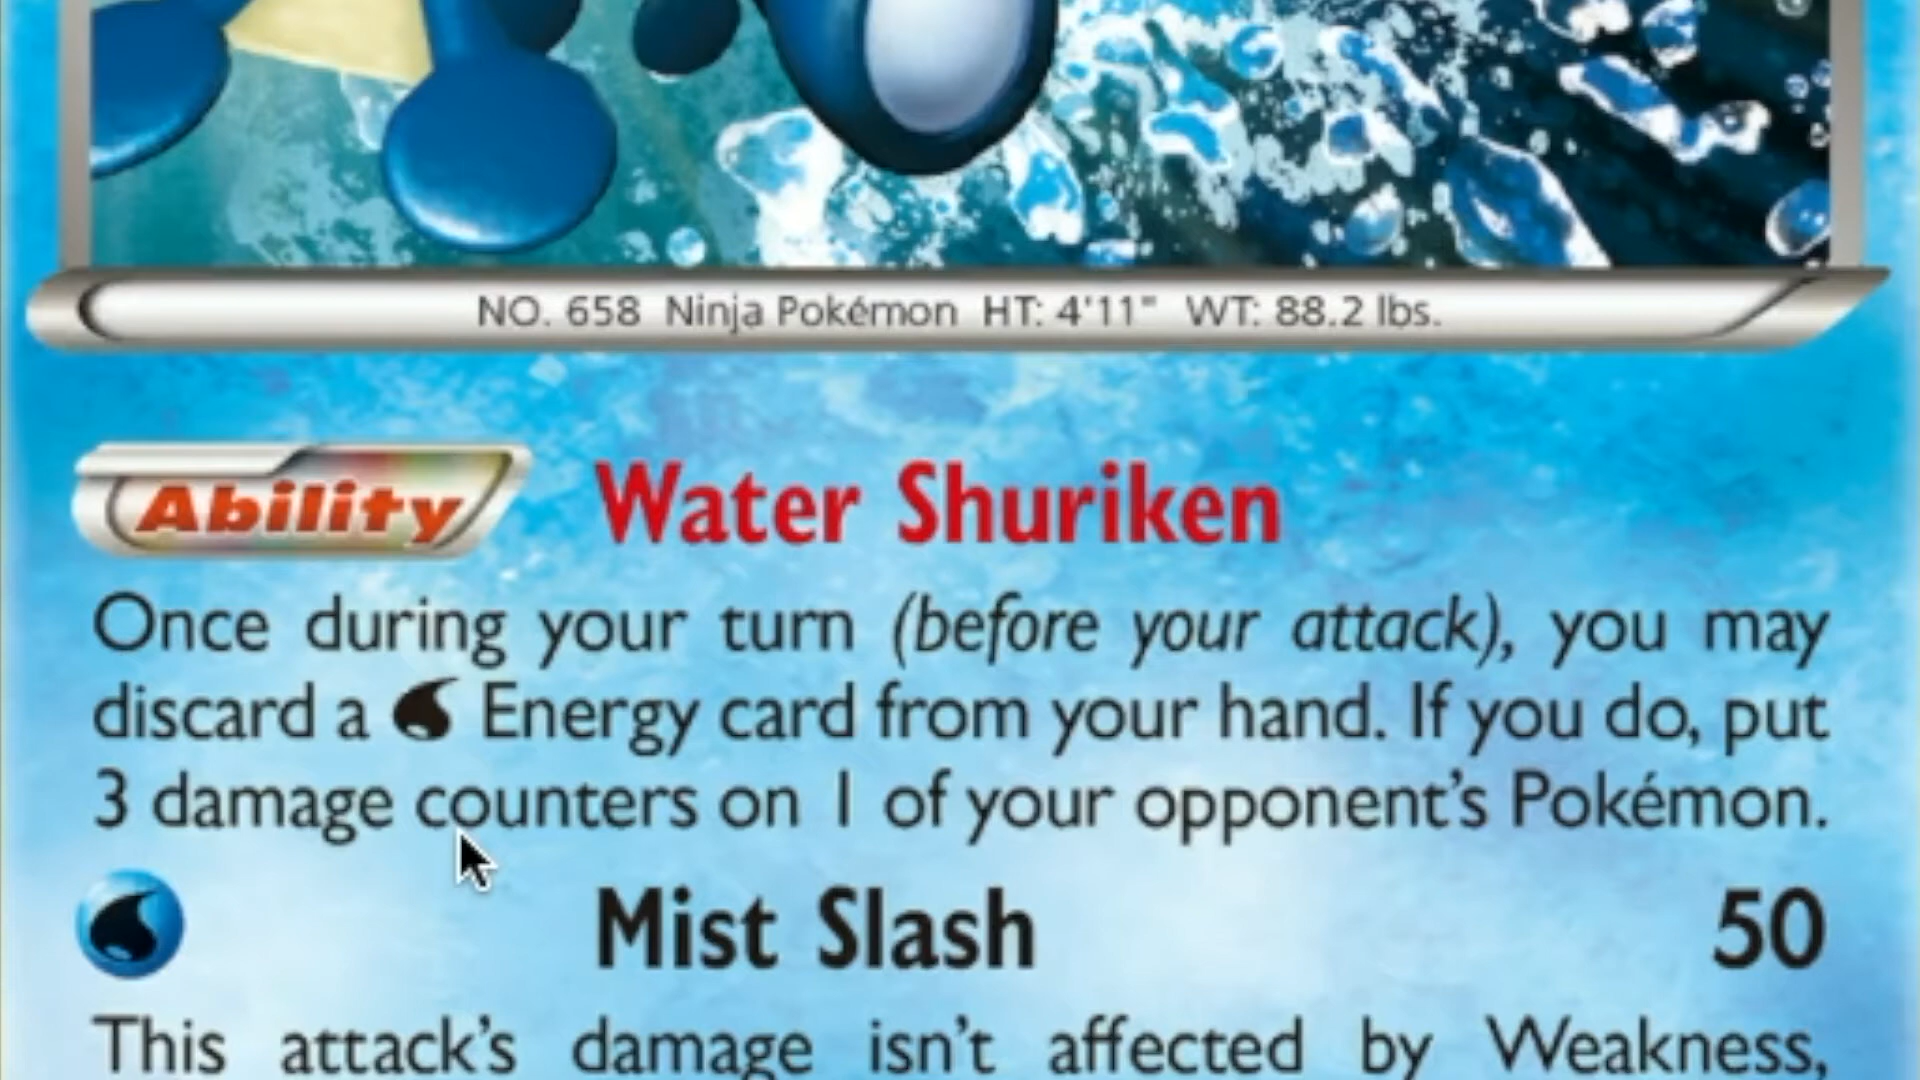 NO. 658 Ninja Pokémon HT: 4'11" WT: 88.2 lbs.
Ability Water Shuriken
Once during your turn (before your attack), you may
discard a Energy card from your hand. If you do, put
3 damage counters on 1 of your opponent's Pokémon.
Mist Slash 50
This attack's damage isn't affected by Weakness,